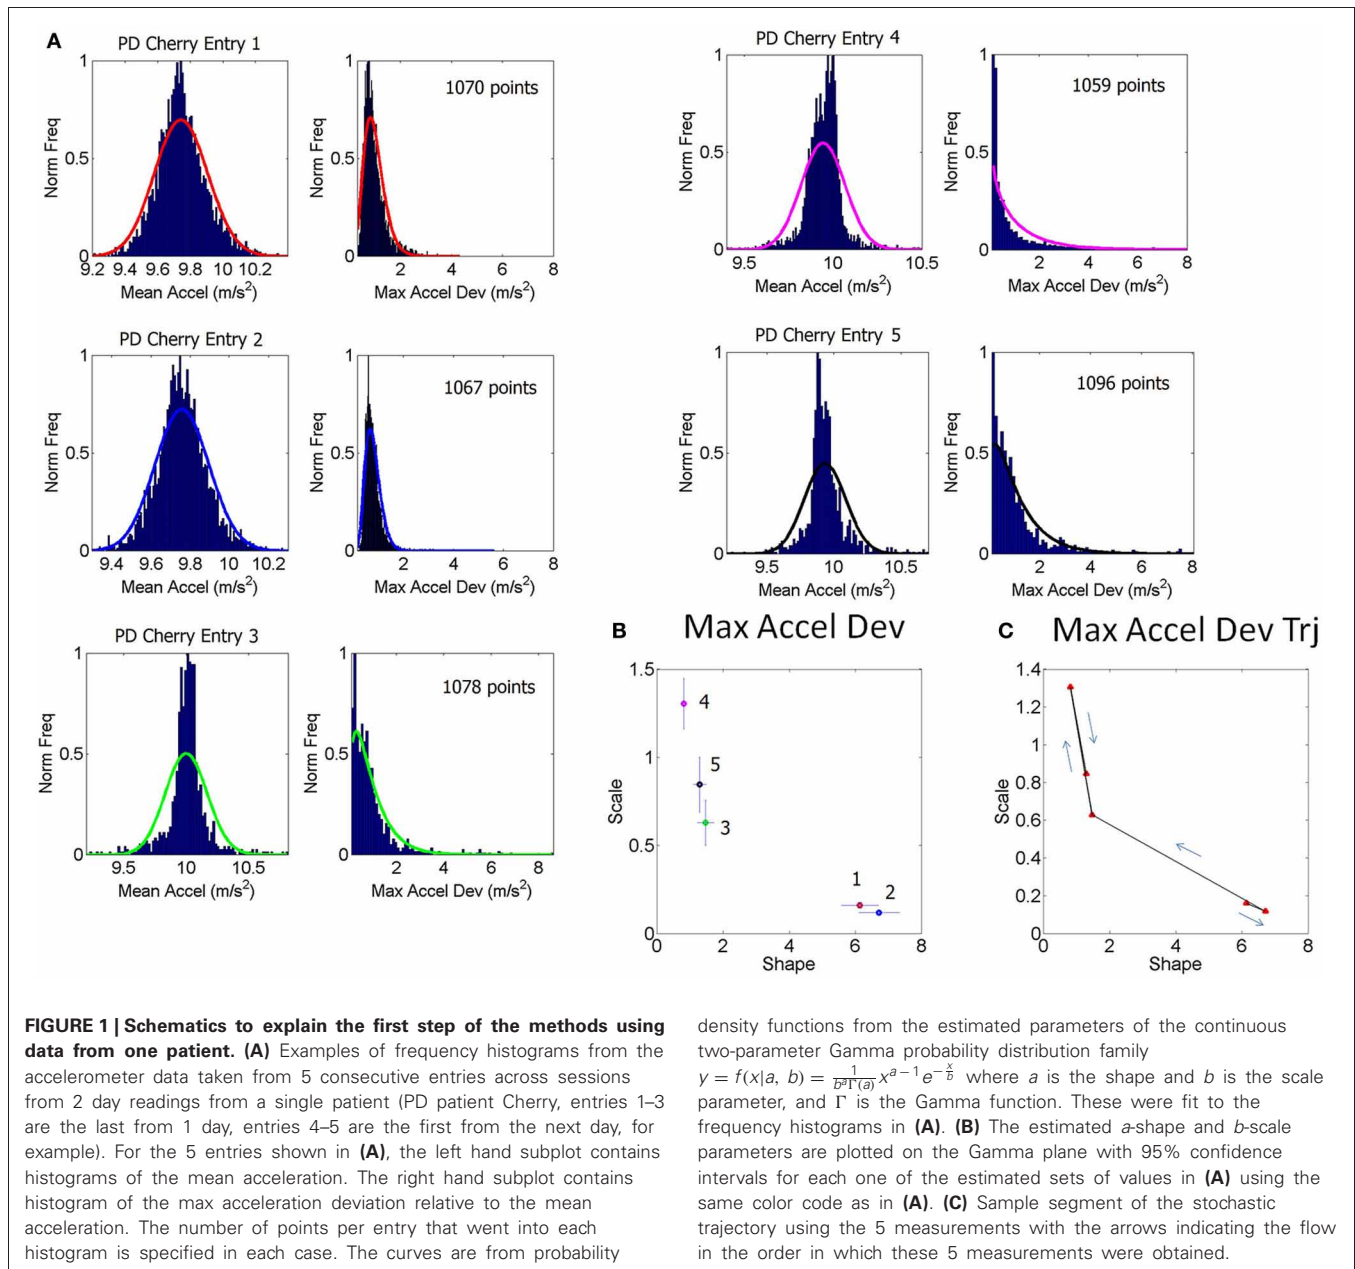 A
PD Cherry Entry 1
1
0.5
0
Norm Freq
9.2 9.4 9.6 9.8 10 10.2
Mean Accel (m/s²)
1
0.5
0
Norm Freq
1070 points
2 4 6 8
Max Accel Dev (m/s²)
PD Cherry Entry 2
1
0.5
0
Norm Freq
9.4 9.6 9.8 10 10.2
Mean Accel (m/s²)
1
0.5
0
Norm Freq
1067 points
2 4 6 8
Max Accel Dev (m/s²)
PD Cherry Entry 3
1
0.5
0
Norm Freq
9.5 10 10.5
Mean Accel (m/s²)
1
0.5
0
Norm Freq
1078 points
2 4 6 8
Max Accel Dev (m/s²)
PD Cherry Entry 4
1
0.5
0
Norm Freq
9.5 10 10.5
Mean Accel (m/s²)
1
0.5
0
Norm Freq
1059 points
2 4 6 8
Max Accel Dev (m/s²)
PD Cherry Entry 5
1
0.5
0
Norm Freq
9.5 10 10.5
Mean Accel (m/s²)
1
0.5
0
Norm Freq
1096 points
2 4 6 8
Max Accel Dev (m/s²)
B
Max Accel Dev
1.5
1
0.5
0
Scale
4
5
3
1
2
0 2 4 6 8
Shape
C
Max Accel Dev Trj
1.4
1.2
1
0.8
0.6
0.4
0.2
0
Scale
0 2 4 6 8
Shape
FIGURE 1 | Schematics to explain the first step of the methods using
data from one patient. (A) Examples of frequency histograms from the
accelerometer data taken from 5 consecutive entries across sessions
from 2 day readings from a single patient (PD patient Cherry, entries 1–3
are the last from 1 day, entries 4–5 are the first from the next day, for
example). For the 5 entries shown in (A), the left hand subplot contains
histograms of the mean acceleration. The right hand subplot contains
histogram of the max acceleration deviation relative to the mean
acceleration. The number of points per entry that went into each
histogram is specified in each case. The curves are from probability
density functions from the estimated parameters of the continuous
two-parameter Gamma probability distribution family
y = f(x|a, b) = 1/(bᵃΓ(a)) xᵃ⁻¹e^(−x/b) where a is the shape and b is the scale
parameter, and Γ is the Gamma function. These were fit to the
frequency histograms in (A). (B) The estimated a-shape and b-scale
parameters are plotted on the Gamma plane with 95% confidence
intervals for each one of the estimated sets of values in (A) using the
same color code as in (A). (C) Sample segment of the stochastic
trajectory using the 5 measurements with the arrows indicating the flow
in the order in which these 5 measurements were obtained.